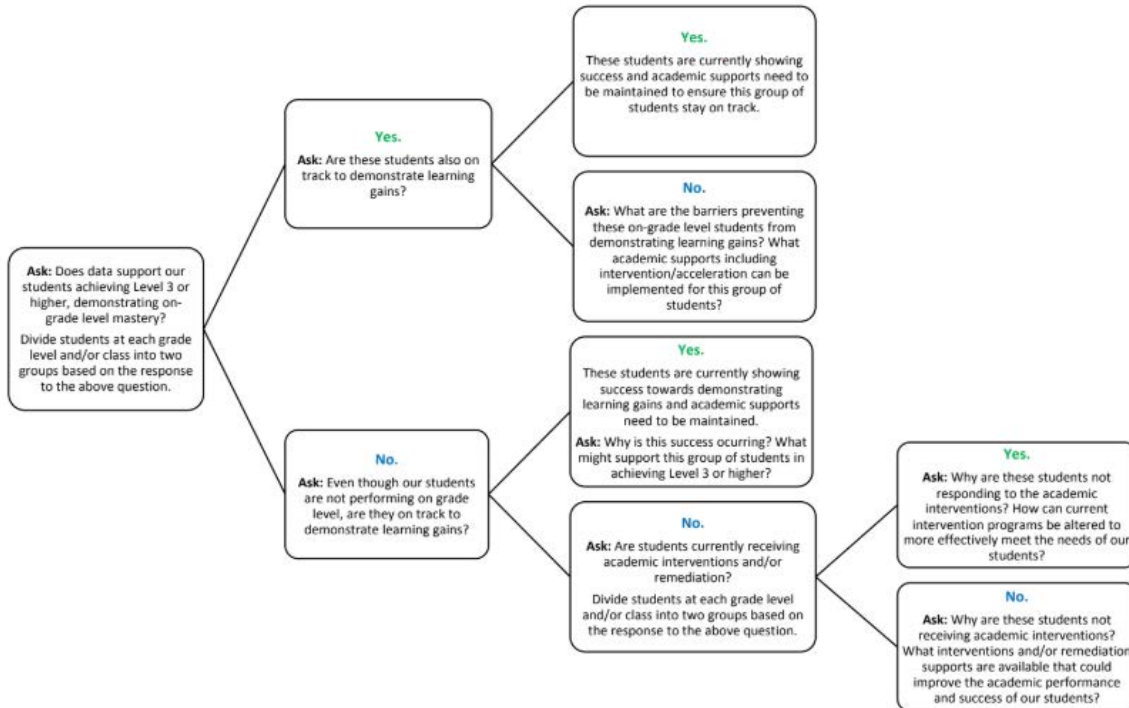 Ask: Does data support our
students achieving Level 3 or
higher, demonstrating on-
grade level mastery?
Divide students at each grade
level and/or class into two
groups based on the response
to the above question.
Yes.
Ask: Are these students also on
track to demonstrate learning
gains?
Yes.
These students are currently showing
success and academic supports need to
be maintained to ensure this group of
students stay on track.
No.
Ask: What are the barriers preventing
these on-grade level students from
demonstrating learning gains? What
academic supports including
intervention/acceleration can be
implemented for this group of
students?
No.
Ask: Even though our students
are not performing on grade
level, are they on track to
demonstrate learning gains?
Yes.
These students are currently showing
success towards demonstrating
learning gains and academic supports
need to be maintained.
Ask: Why is this success ocurring? What
might support this group of students in
achieving Level 3 or higher?
No.
Ask: Are students currently receiving
academic interventions and/or
remediation?
Divide students at each grade level
and/or class into two groups based on
the response to the above question.
Yes.
Ask: Why are these students not
responding to the academic
interventions? How can current
intervention programs be altered to
more effectively meet the needs of our
students?
No.
Ask: Why are these students not
receiving academic interventions?
What interventions and/or remediation
supports are available that could
improve the academic performance
and success of our students?